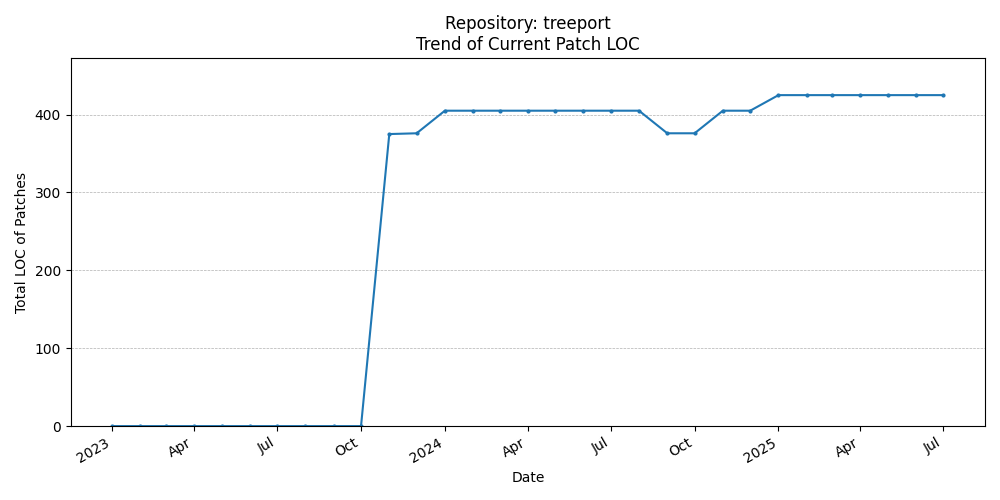 Repository: treeport
Trend of Current Patch LOC
Total LOC of Patches
400
300
200
100
0
2023
Apr
Jul
Oct
2024
Apr
Jul
Oct
2025
Apr
Jul
Date